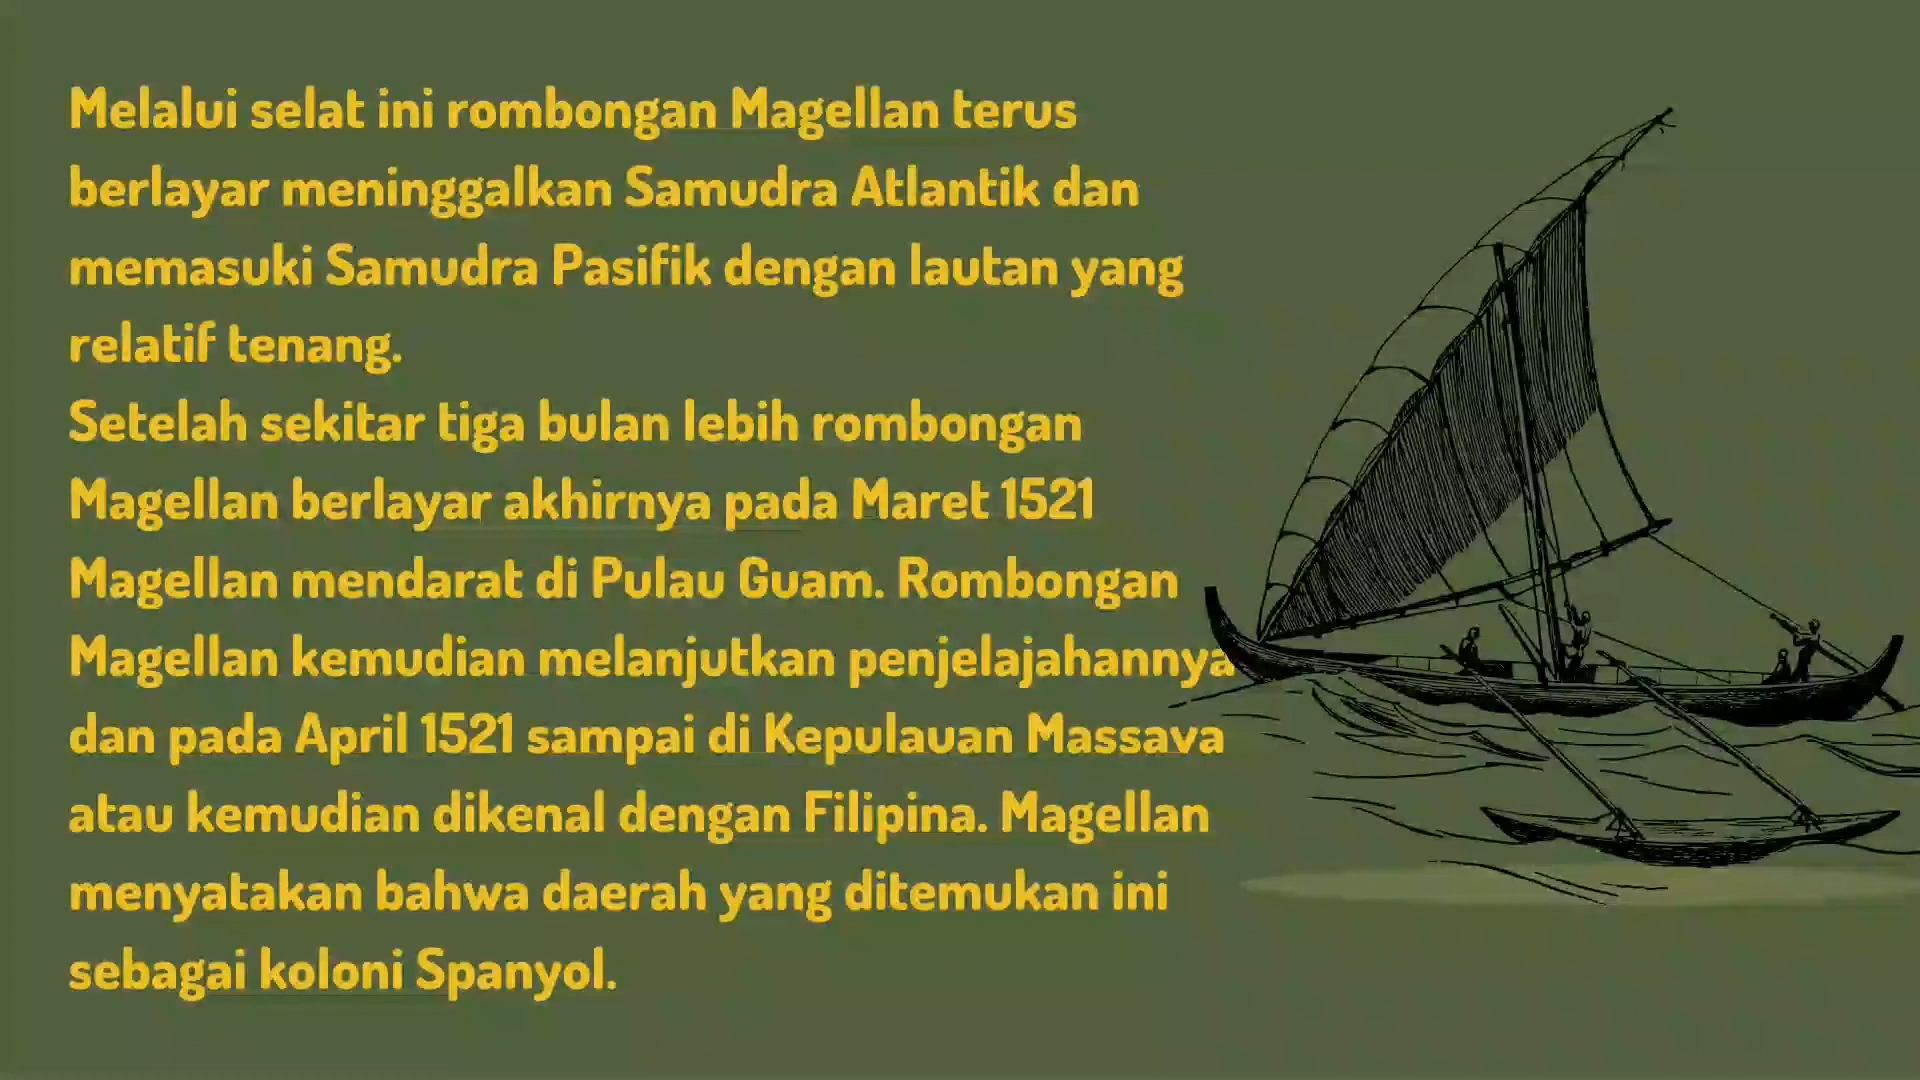 Melalui selat ini rombongan Magellan terus
berlayar meninggalkan Samudra Atlantik dan
memasuki Samudra Pasifik dengan lautan yang
relatif tenang.
Setelah sekitar tiga bulan lebih rombongan
Magellan berlayar akhirnya pada Maret 1521
Magellan mendarat di Pulau Guam. Rombongan
Magellan kemudian melanjutkan penjelajahannya
dan pada April 1521 sampai di Kepulauan Massava
atau kemudian dikenal dengan Filipina. Magellan
menyatakan bahwa daerah yang ditemukan ini
sebagai koloni Spanyol.